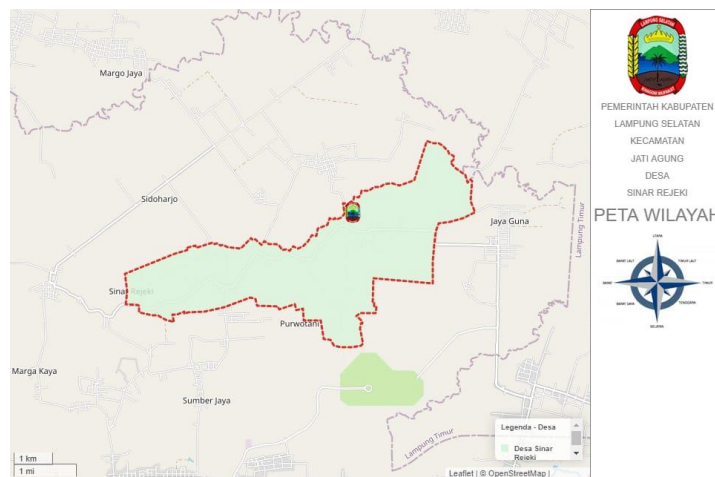 Margo Jaya
Sidoharjo
Jaya Guna
Lampung Timur
Sinar Rejeki
Purwotani
Marga Kaya
Sumber Jaya
Lampung Timur
1 km
1 mi
Legenda - Desa
Desa Sinar
Rejeki
Leaflet | © OpenStreetMap |
LAMPUNG SELATAN
PEMERINTAH KABUPATEN
LAMPUNG SELATAN
KECAMATAN
JATI AGUNG
DESA
SINAR REJEKI
PETA WILAYAH
UTARA
BARAT LAUT
TIMUR LAUT
BARAT
TIMUR
BARAT DAYA
TENGGARA
SELATAN